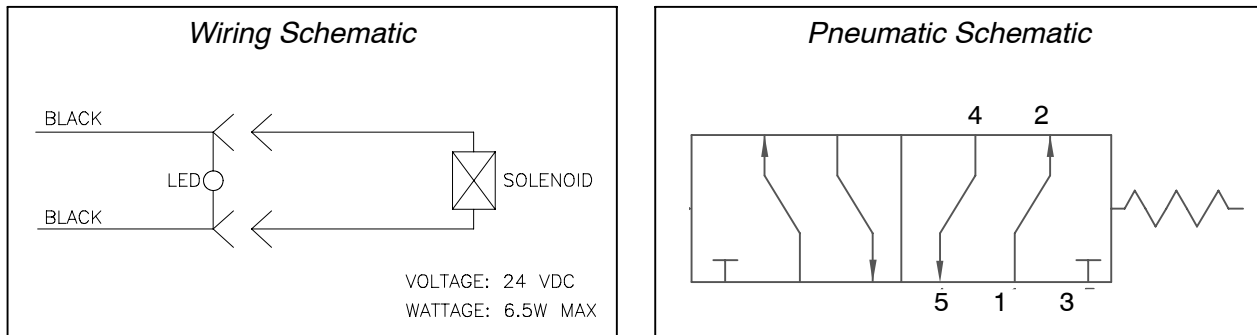 Wiring Schematic
BLACK
LED
SOLENOID
BLACK
VOLTAGE: 24 VDC
WATTAGE: 6.5W MAX
Pneumatic Schematic
4 2
5 1 3